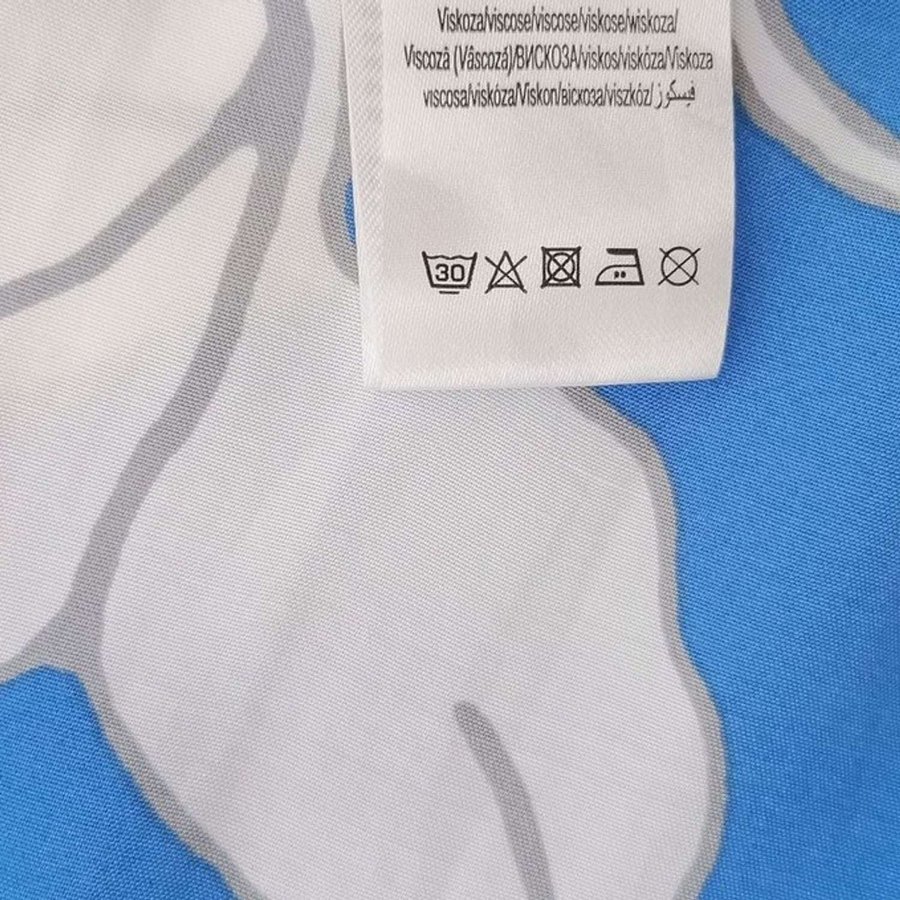 Viskoza/viscose/viscose/viskose/wiskoza/
Viscoză (Vâscoză)/ВИСКОЗА/viskos/viskóza/Viskoza
viscosa/viskóza/Viskon/віскоза/viszkóz/فيسكوز
30